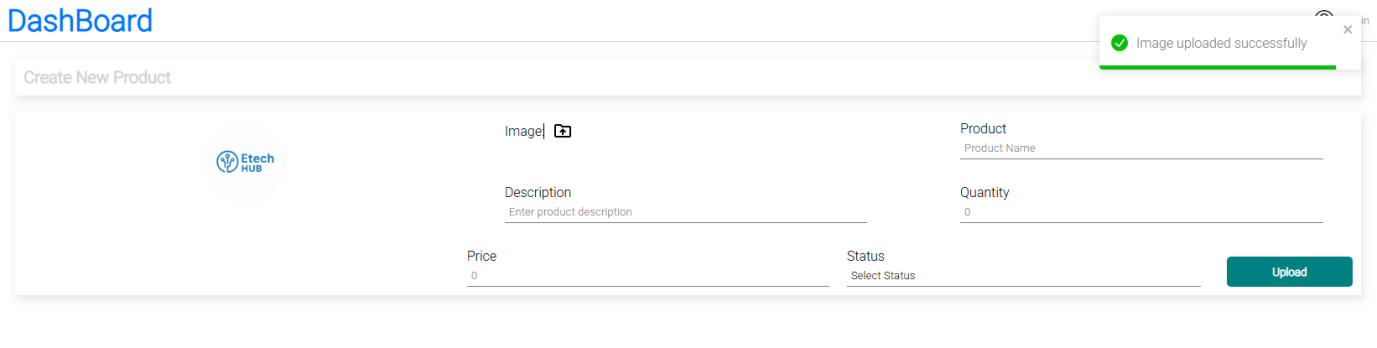 DashBoard
Image uploaded successfully
Create New Product
Etech
HUB
Image
Product
Product Name
Description
Enter product description
Quantity
0
Price
0
Status
Select Status
Upload